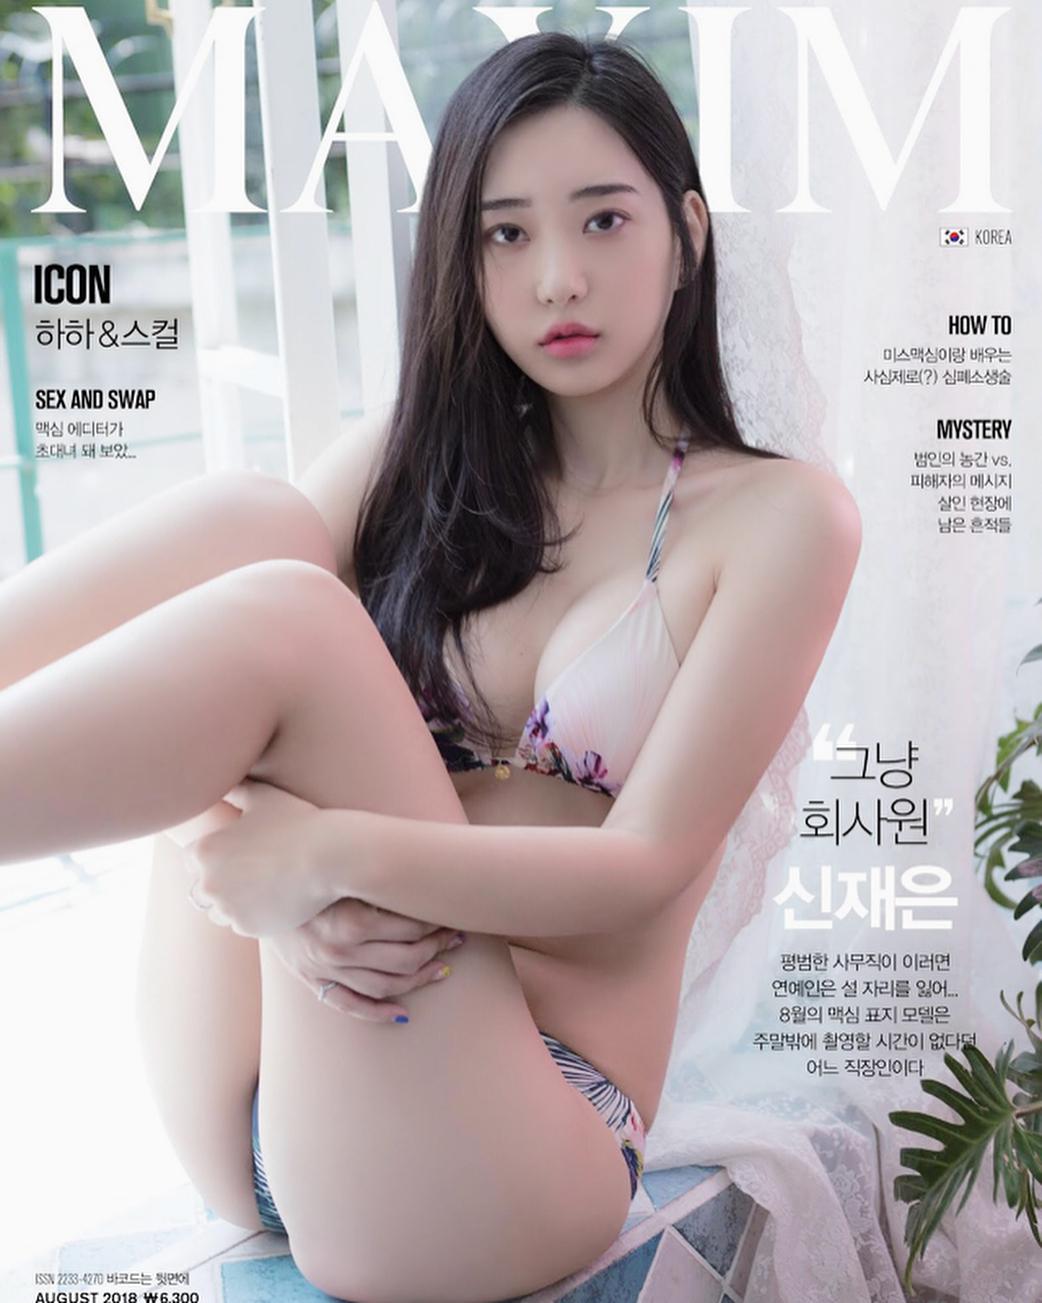 MAXIM
KOREA
ICON
하하&스컬
SEX AND SWAP
맥심 에디터가
초대녀 돼 보았...
HOW TO
미스맥심이랑 배우는
사심제로(?) 심폐소생술
MYSTERY
범인의 농간 vs.
피해자의 메시지
살인 현장에
남은 흔적들
“그냥
회사원”
신재은
평범한 사무직이 이러면
연예인은 설 자리를 잃어...
8월의 맥심 표지 모델은
주말밖에 촬영할 시간이 없다던
어느 직장인이다
ISSN 2233-4270 바코드는 뒷면에
AUGUST 2018 ₩6,300